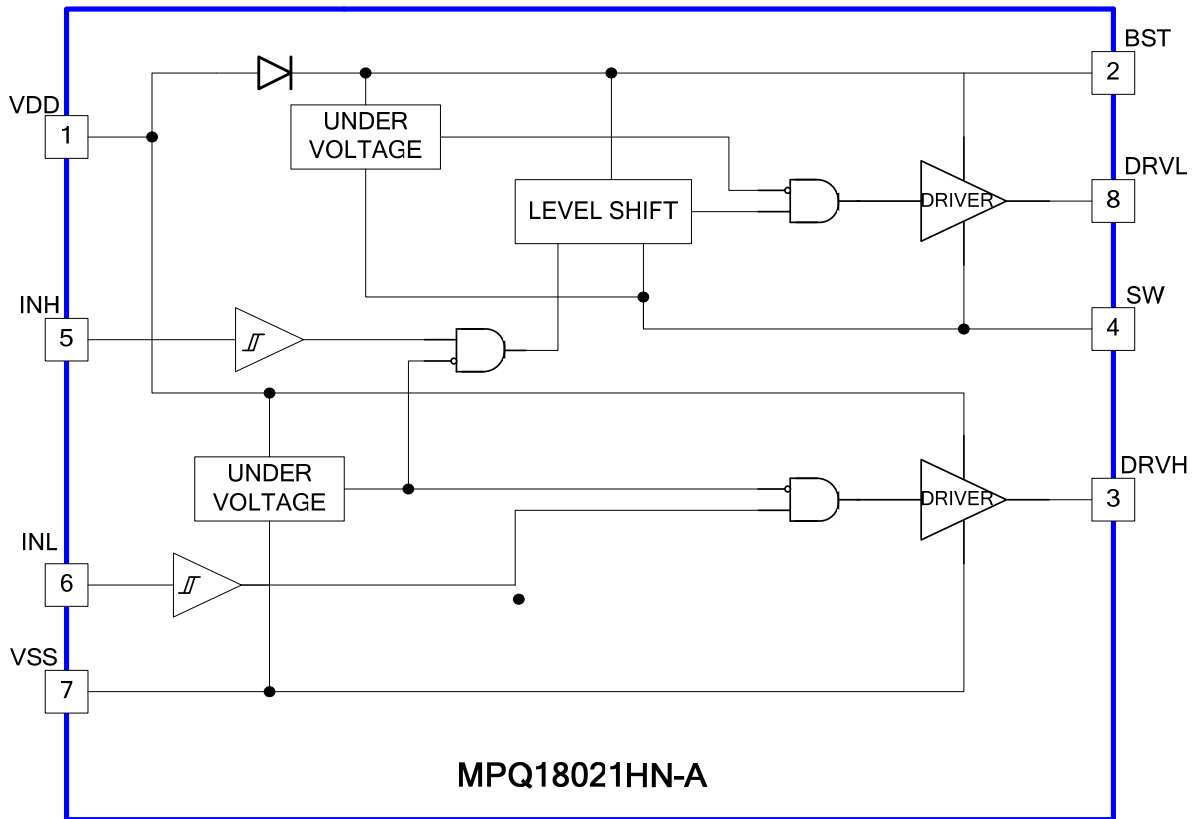 BST
2
VDD
1
UNDER
VOLTAGE
DRVL
8
LEVEL SHIFT
DRIVER
INH
5
SW
4
UNDER
VOLTAGE
DRVH
3
DRIVER
INL
6
VSS
7
MPQ18021HN-A